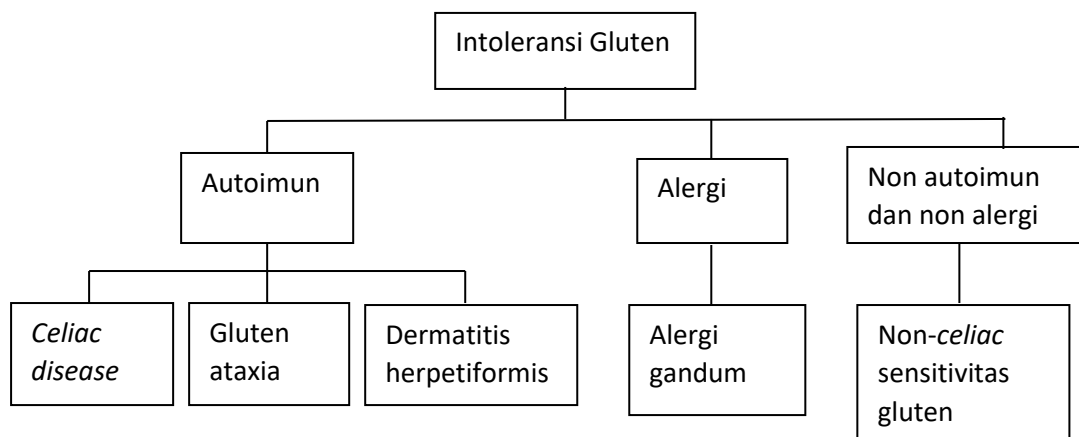 Intoleransi Gluten
Autoimun
Alergi
Non autoimun
dan non alergi
Celiac
disease
Gluten
ataxia
Dermatitis
herpetiformis
Alergi
gandum
Non-celiac
sensitivitas
gluten